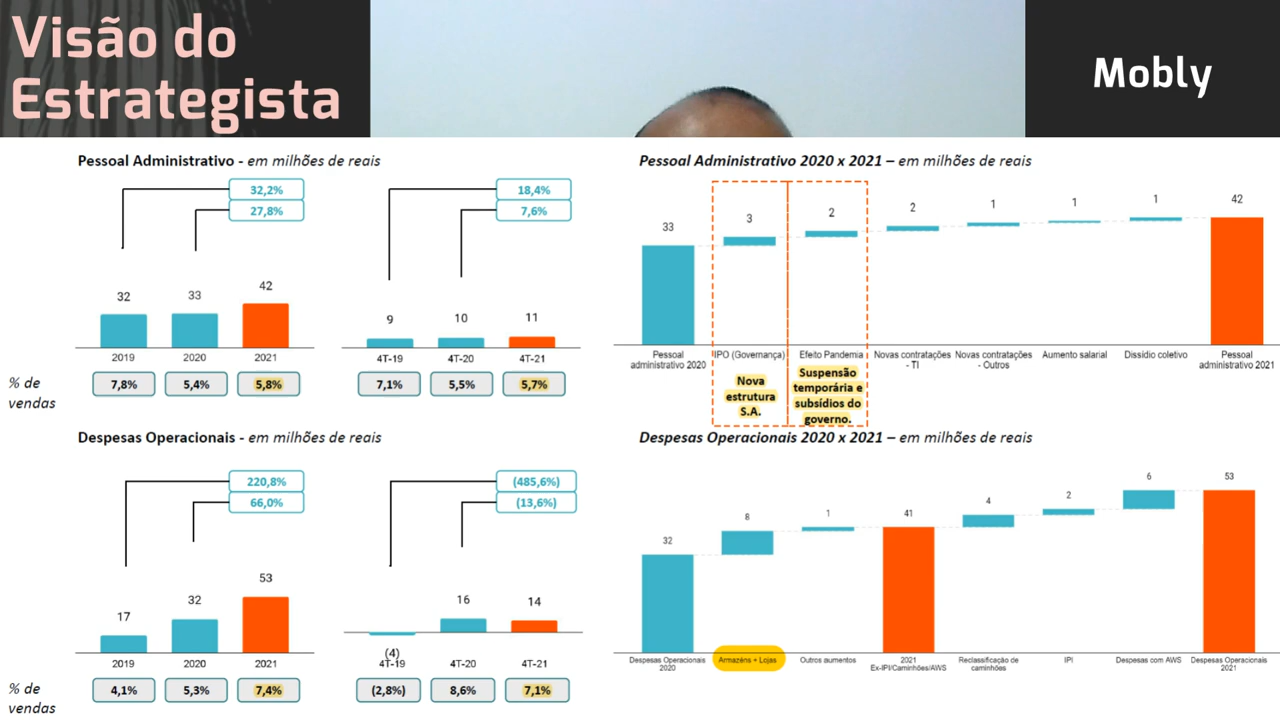 Visão do
Estrategista
Mobly
Pessoal Administrativo - em milhões de reais
32,2%
27,8%
32
33
42
2019
2020
2021
18,4%
7,6%
9
10
11
4T-19
4T-20
4T-21
% de
vendas
7,8%
5,4%
5,8%
7,1%
5,5%
5,7%
Pessoal Administrativo 2020 x 2021 – em milhões de reais
33
3
2
2
1
1
1
42
Pessoal
administrativo 2020
IPO (Governança)
Efeito Pandemia
Novas contratações
- TI
Novas contratações
- Outros
Aumento salarial
Dissídio coletivo
Pessoal
administrativo 2021
Nova
estrutura
S.A.
Suspensão
temporária e
subsídios do
governo.
Despesas Operacionais - em milhões de reais
220,8%
66,0%
17
32
53
2019
2020
2021
(485,6%)
(13,6%)
(4)
16
14
4T-19
4T-20
4T-21
% de
vendas
4,1%
5,3%
7,4%
(2,8%)
8,6%
7,1%
Despesas Operacionais 2020 x 2021 – em milhões de reais
32
8
1
41
4
2
6
53
Despesas Operacionais
2020
Armazéns + Lojas
Outros aumentos
2021
Ex-IPI/Caminhões/AWS
Reclassificação de
caminhões
IPI
Despesas com AWS
Despesas Operacionais
2021